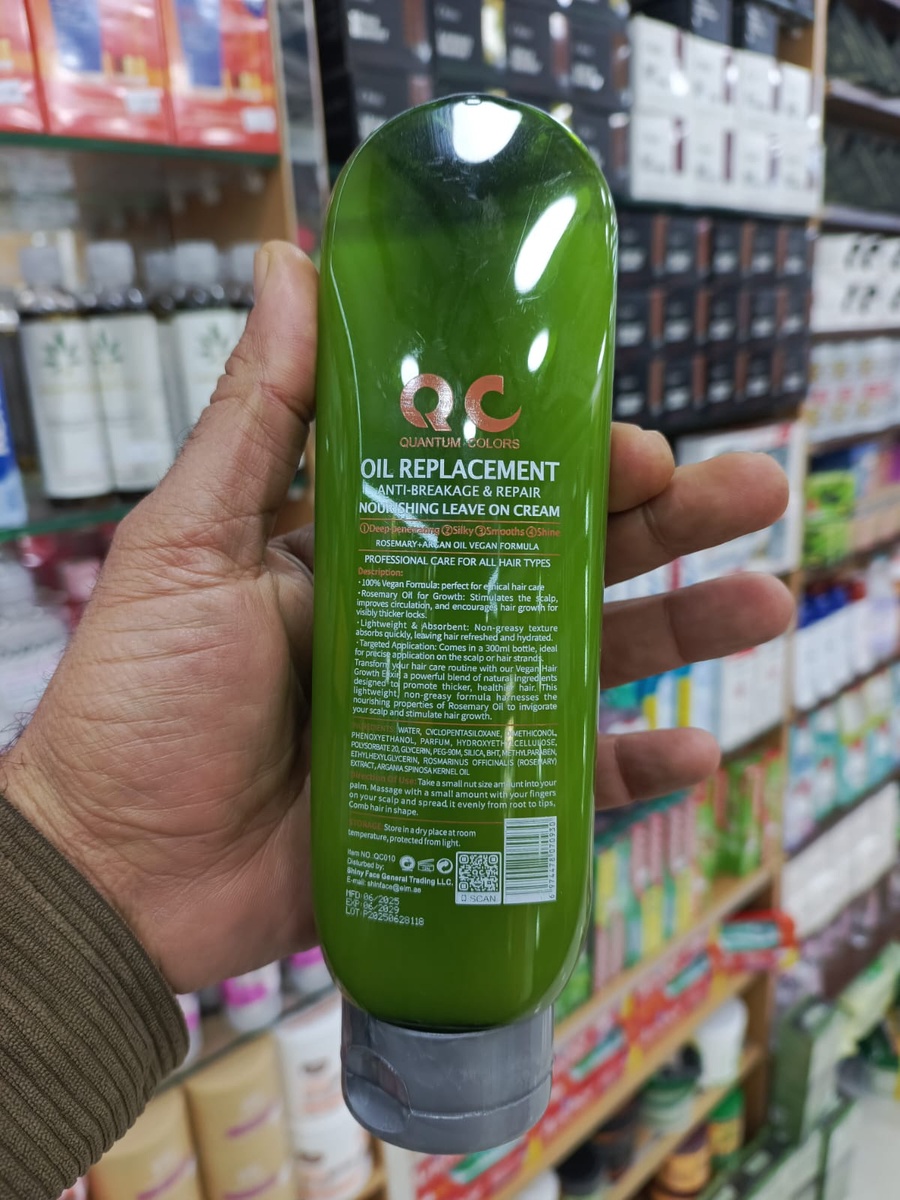 QC
QUANTUM COLORS
OIL REPLACEMENT
ANTI-BREAKAGE & REPAIR
NOURISHING LEAVE ON CREAM
①Deep penetrating ②Silky ③Smooths ④Shine
ROSEMARY+ARGAN OIL VEGAN FORMULA
PROFESSIONAL CARE FOR ALL HAIR TYPES
Description:
· 100% Vegan Formula: perfect for ethical hair care
· Rosemary Oil for Growth: Stimulates the scalp,
improves circulation, and encourages hair growth for
visibly thicker locks.
· Lightweight & Absorbent: Non-greasy texture
absorbs quickly, leaving hair refreshed and hydrated.
· Targeted Application: Comes in a 300ml bottle, ideal
for precise application on the scalp or hair strands.
Transform your hair care routine with our Vegan Hair
Growth Elixir, a powerful blend of natural ingredients
designed to promote thicker, healthier hair. This
lightweight, non-greasy formula harnesses the
nourishing properties of Rosemary Oil to invigorate
your scalp and stimulate hair growth.
WATER, CYCLOPENTASILOXANE, DIMETHICONOL,
PHENOXYETHANOL, PARFUM, HYDROXYETHYLCELLULOSE,
POLYSORBATE 20, GLYCERIN, PEG-90M, SILICA, BHT, METHYLPARABEN,
ETHYLHEXYLGLYCERIN, ROSMARINUS OFFICINALIS (ROSEMARY)
EXTRACT, ARGANIA SPINOSA KERNEL OIL
Direction Of Use: Take a small nut size amount into your
palm. Massage with a small amount with your fingers
on your scalp and spread it evenly from root to tips,
Comb hair in shape.
Store in a dry place at room
temperature, protected from light.
Item NO.:QC010
Disturbed by:
Shiny Face General Trading LLC.
E-mail: shinface@eim.ae
SCAN
MFD:06/2025
EXP:06/2029
LOT:P20250628118